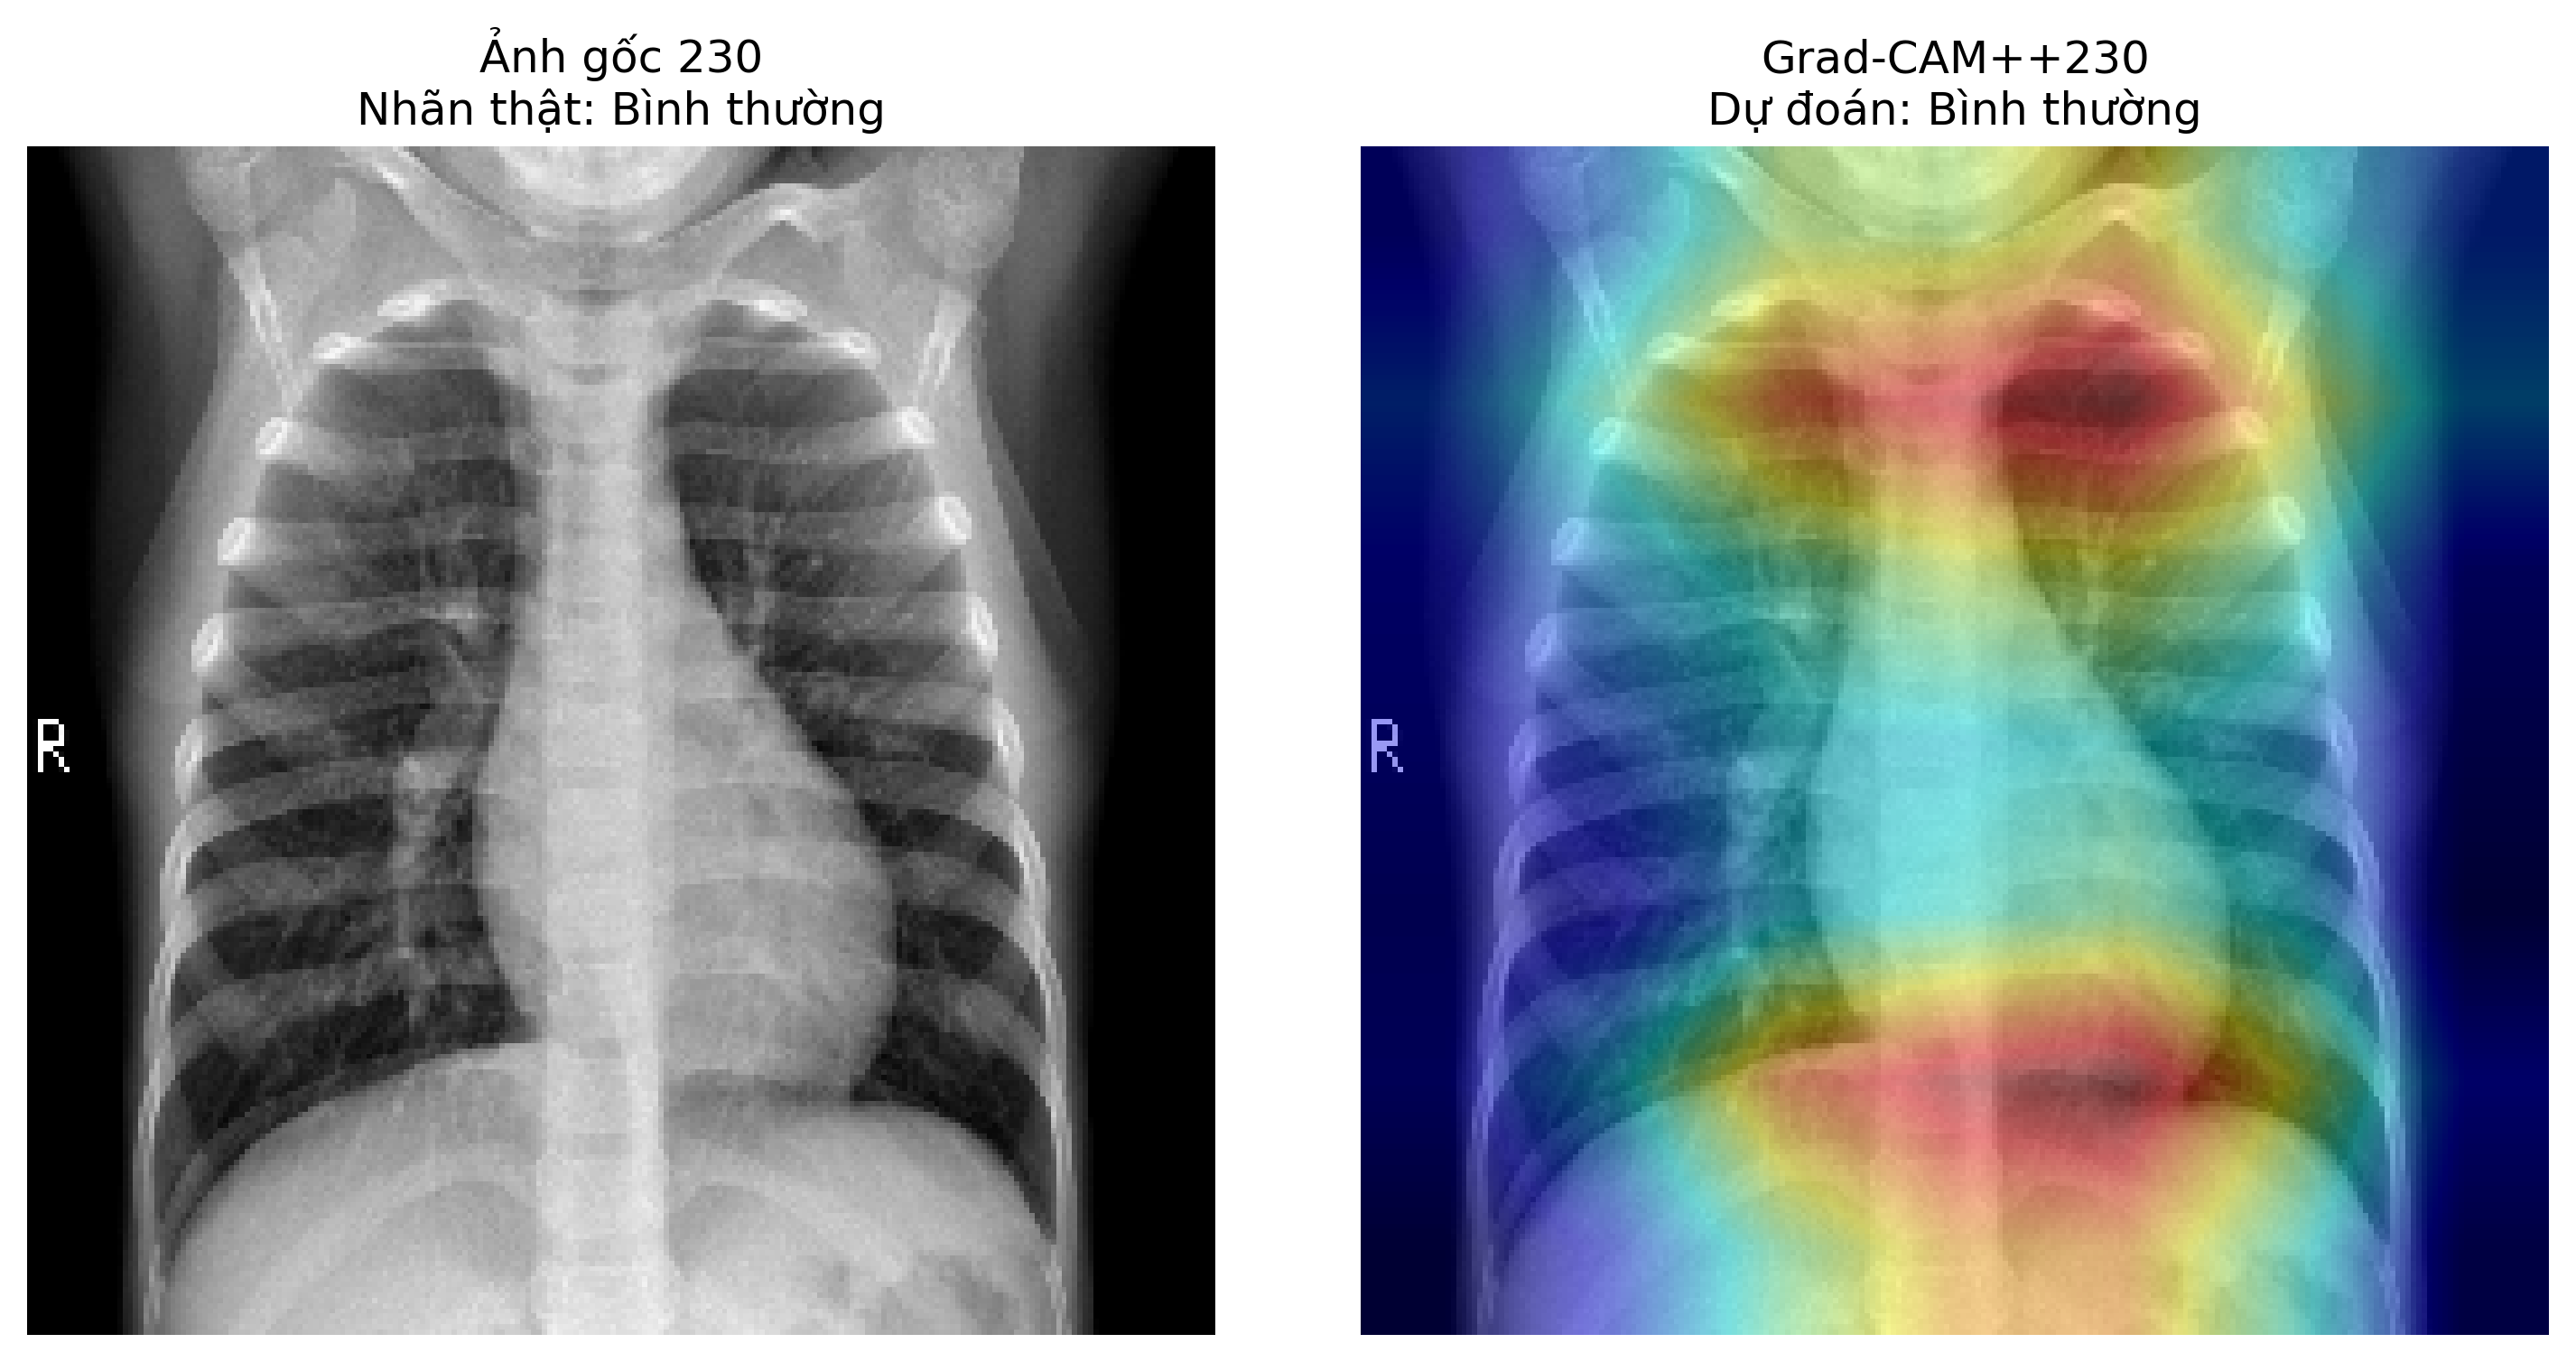 Ảnh gốc 230
Nhãn thật: Bình thường
Grad-CAM++230
Dự đoán: Bình thường
R
R